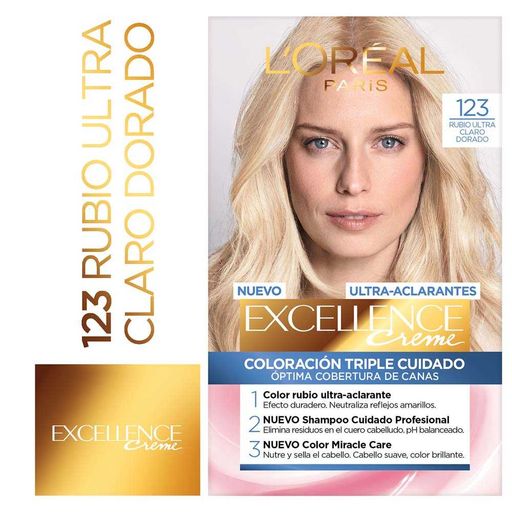 123 RUBIO ULTRA
CLARO DORADO
EXCELLENCE
Creme
L'ORÉAL
PARIS
123
RUBIO ULTRA
CLARO
DORADO
NUEVO
ULTRA-ACLARANTES
EXCELLENCE
Creme
COLORACIÓN TRIPLE CUIDADO
ÓPTIMA COBERTURA DE CANAS
1 Color rubio ultra-aclarante
Efecto duradero. Neutraliza reflejos amarillos.
2 NUEVO Shampoo Cuidado Profesional
Elimina residuos en el cuero cabelludo, pH balanceado.
3 NUEVO Color Miracle Care
Nutre y sella el cabello. Cabello suave, color brillante.